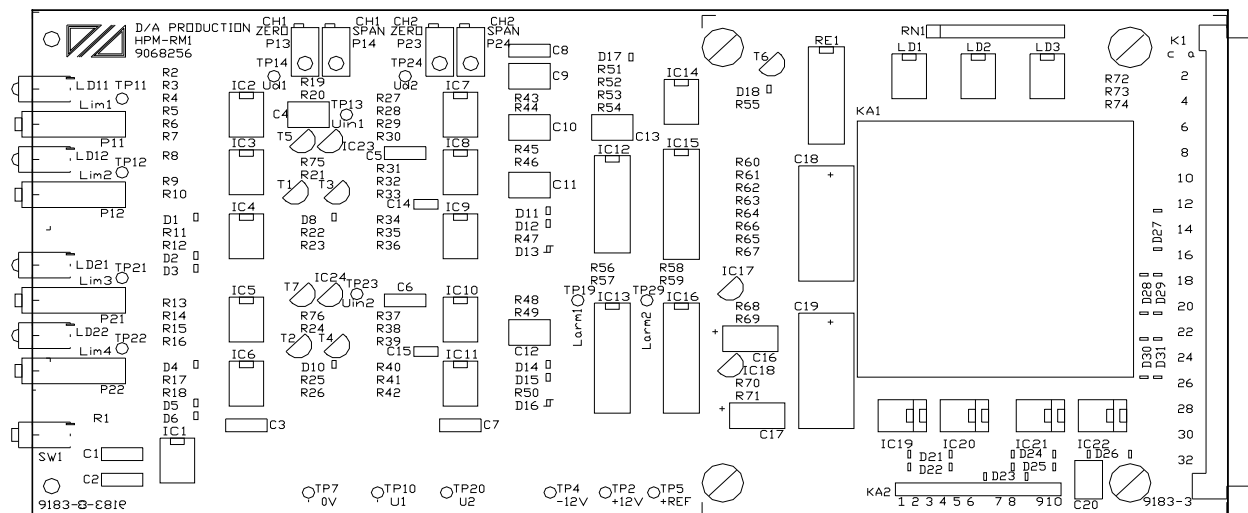 D/A PRODUCTION
HPM-RM1
9068256
CH1 CH1 CH2 CH2
ZERO SPAN ZERO SPAN
P13 P14 P23 P24
TP14
Uq1
TP24
Uq2
LD11 TP11
Lim1
P11
LD12 TP12
Lim2
P12
LD21 TP21
Lim3
P21
LD22 TP22
Lim4
P22
SW1
R1
C1
C2
9183-8-E819
R2
R3
R4
R5
R6
R7
R8
R9
R10
D1
R11
R12
D2
D3
R13
R14
R15
R16
D4
R17
R18
D5
D6
IC1
IC2
IC3
IC4
IC5
IC6
C3
R19
R20
C4
TP13
Uin1
T5
IC23
R75
R21
T1 T3
D8
R22
R23
T7
IC24
TP23
Uin2
R76
R24
T2 T4
D10
R25
R26
TP7
0V
R27
R28
R29
R30
C5
R31
R32
R33
C14
R34
R35
R36
C6
R37
R38
R39
C15
R40
R41
R42
TP10
U1
IC7
IC8
IC9
IC10
IC11
C7
TP20
U2
C8
C9
R43
R44
C10
R45
R46
C11
D11
D12
R47
D13
R48
R49
C12
D14
D15
R50
D16
TP4
-12V
D17
R51
R52
R53
R54
C13
IC12
R56
R57
TP19
Larm1
IC13
TP2
+12V
IC14
IC15
R58
R59
TP29
Larm2
IC16
TP5
+REF
T6
D18
R55
R60
R61
R62
R63
R64
R66
R65
R67
IC17
R68
R69
+
C16
IC18
R70
R71
+
C17
RE1
C18
+
C19
+
RN1
LD1
LD2
LD3
KA1
R72
R73
R74
K1
c a
2
4
6
8
10
12
14
16
18
20
22
24
26
28
30
32
D27
D28 D29
D30 D31
IC19 IC20 IC21 IC22
D21
D22
D23
D24
D25
D26
KA2
1 2 3 4 5 6 7 8 9 10
C20
9183-3